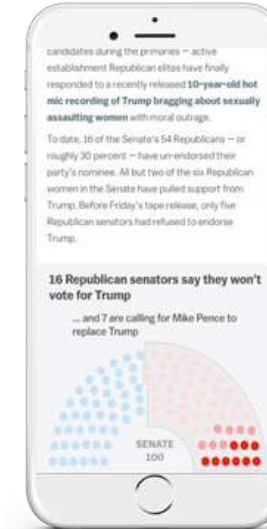 candidates during the primaries — active
establishment Republican elites have finally
responded to a recently released 10-year-old hot
mic recording of Trump bragging about sexually
assaulting women with moral outrage.
To date, 16 of the Senate's 54 Republicans — or
roughly 30 percent — have un-endorsed their
party's nominee. All but two of the six Republican
women in the Senate have pulled support from
Trump. Before Friday's tape release, only five
Republican senators had refused to endorse
Trump.
16 Republican senators say they won't
vote for Trump
... and 7 are calling for Mike Pence to
replace Trump
SENATE
100